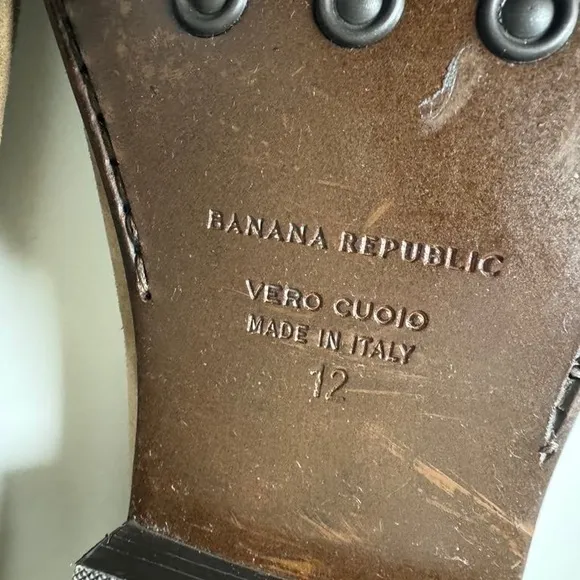 BANANA REPUBLIC
VERO CUOIO
MADE IN ITALY
12